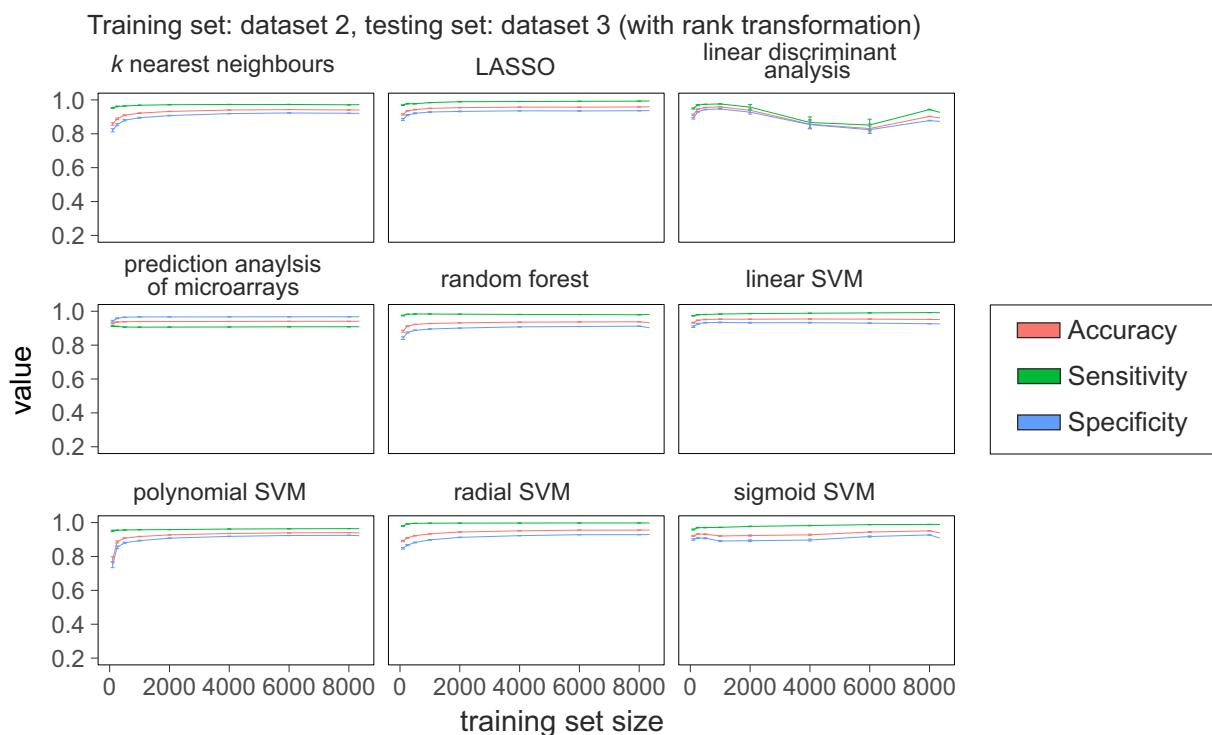 Training set: dataset 2, testing set: dataset 3 (with rank transformation)
k nearest neighbours
LASSO
linear discriminant
analysis
1.0
0.8
0.6
0.4
0.2
prediction anaylsis
of microarrays
random forest
linear SVM
1.0
0.8
0.6
0.4
0.2
value
Accuracy
Sensitivity
Specificity
polynomial SVM
radial SVM
sigmoid SVM
1.0
0.8
0.6
0.4
0.2
0 2000 4000 6000 8000
0 2000 4000 6000 8000
0 2000 4000 6000 8000
training set size